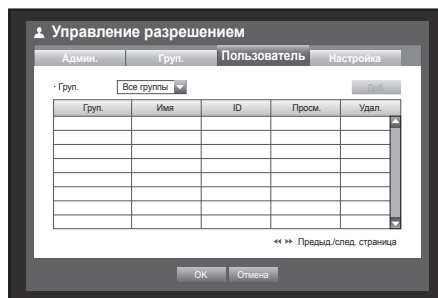 Управление разрешением
Админ. Груп. Пользователь Настройка
· Груп. Все группы Доб.
Груп. Имя ID Просм. Удал.
Предыд./след. страница
OK Отмена